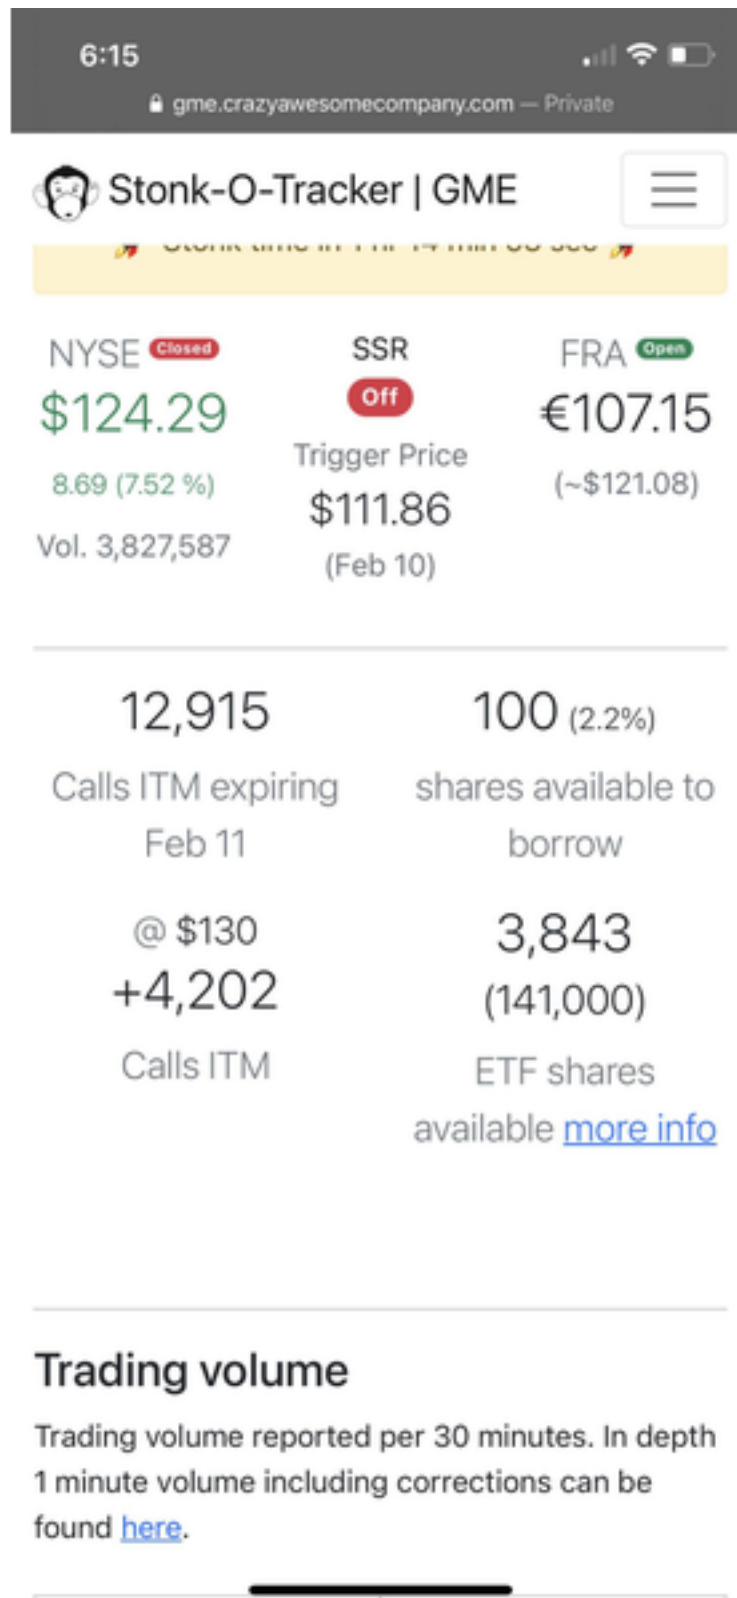 6:15
gme.crazyawesomecompany.com — Private
Stonk-O-Tracker | GME
NYSE Closed
$124.29
8.69 (7.52 %)
Vol. 3,827,587
SSR
Off
Trigger Price
$111.86
(Feb 10)
FRA Open
€107.15
(~$121.08)
12,915
Calls ITM expiring
Feb 11
100 (2.2%)
shares available to
borrow
@ $130
+4,202
Calls ITM
3,843
(141,000)
ETF shares
available more info
Trading volume
Trading volume reported per 30 minutes. In depth
1 minute volume including corrections can be
found here.